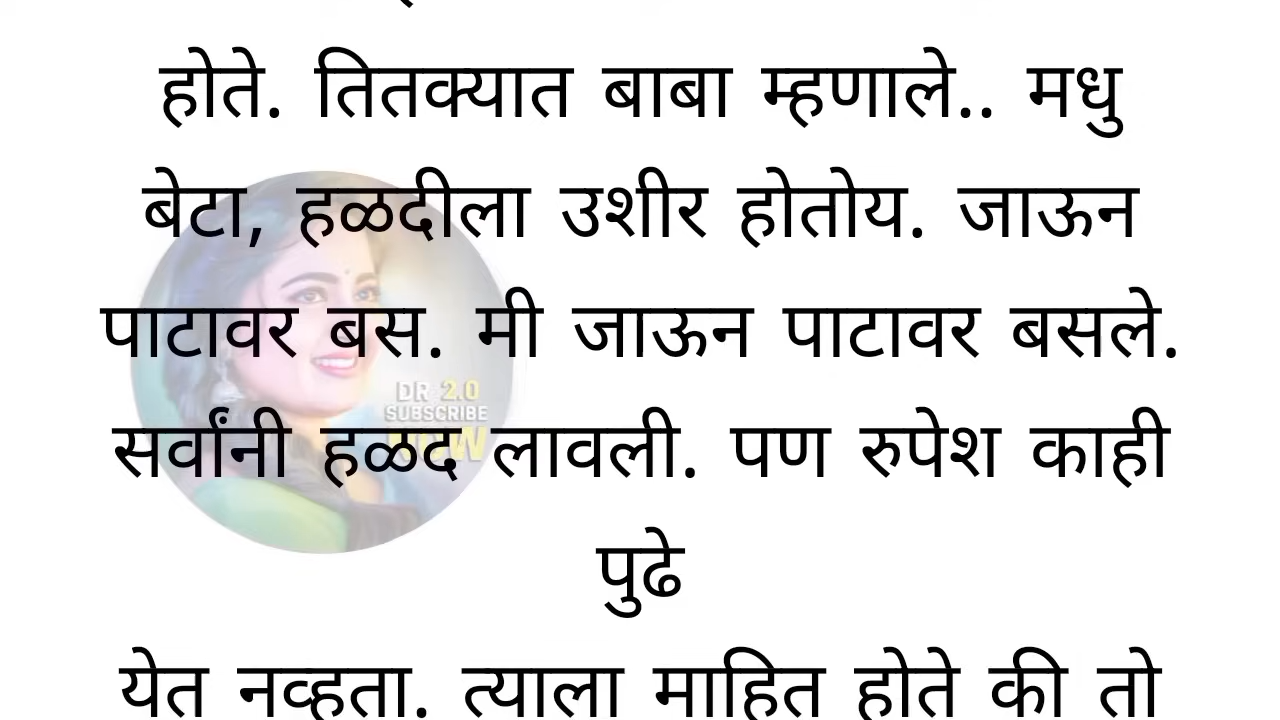 होते. तितक्यात बाबा म्हणाले.. मधु
बेटा, हळदीला उशीर होतोय. जाऊन
पाटावर बस. मी जाऊन पाटावर बसले.
DR 2.0
SUBSCRIBE
NOW
सर्वांनी हळद लावली. पण रुपेश काही
पुढे
येत नव्हता. त्याला माहित होते की तो